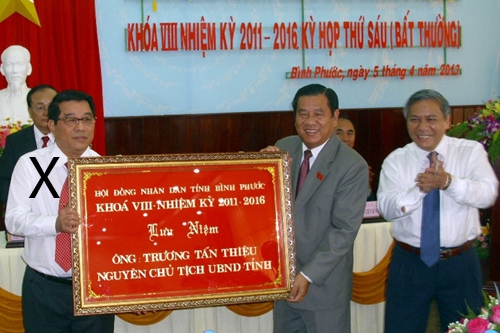 KHÓA VIII NHIỆM KỲ 2011 - 2016 KỲ HỌP THỨ SÁU (BẤT THƯỜNG)
Bình Phước, ngày 5 tháng 4 năm 2013
X
HỘI ĐỒNG NHÂN DÂN TỈNH BÌNH PHƯỚC
KHOÁ VIII - NHIỆM KỲ 2011 - 2016
Lưu Niệm
ÔNG: TRƯƠNG TẤN THIỆU
NGUYÊN CHỦ TỊCH UBND TỈNH